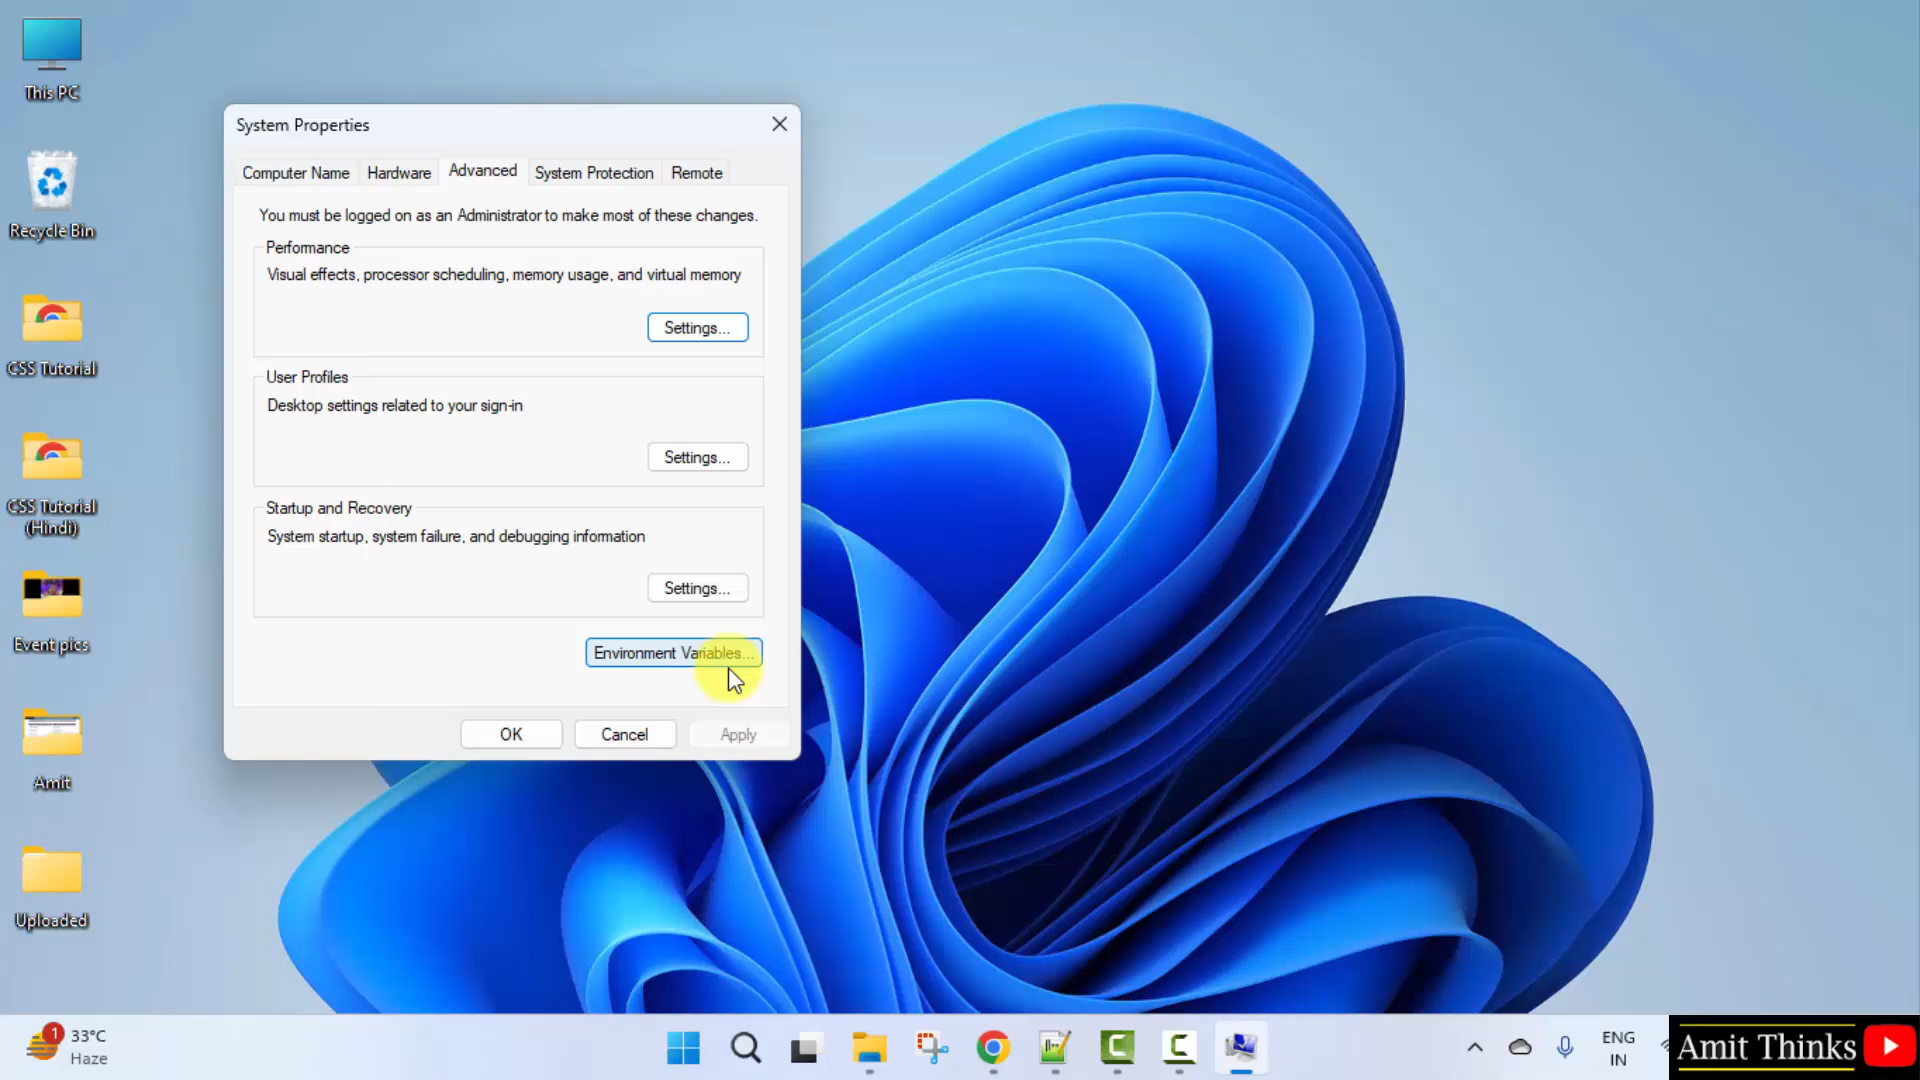 This PC
Recycle Bin
CSS Tutorial
CSS Tutorial
(Hindi)
Event pics
Amit
Uploaded
System Properties
Computer Name Hardware Advanced System Protection Remote
You must be logged on as an Administrator to make most of these changes.
Performance
Visual effects, processor scheduling, memory usage, and virtual memory
Settings...
User Profiles
Desktop settings related to your sign-in
Settings...
Startup and Recovery
System startup, system failure, and debugging information
Settings...
Environment Variables...
OK Cancel Apply
1
33°C
Haze
ENG
IN
Amit Thinks